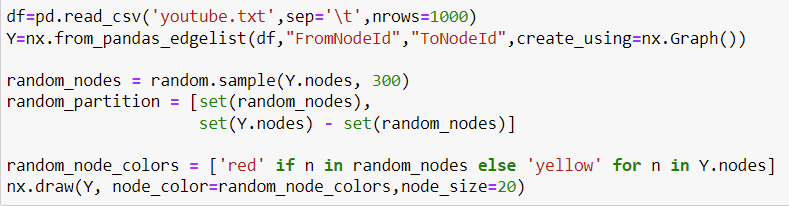 df=pd.read_csv('youtube.txt',sep='\t',nrows=1000)
Y=nx.from_pandas_edgelist(df,"FromNodeId","ToNodeId",create_using=nx.Graph())
random_nodes = random.sample(Y.nodes, 300)
random_partition = [set(random_nodes),
                    set(Y.nodes) - set(random_nodes)]
random_node_colors = ['red' if n in random_nodes else 'yellow' for n in Y.nodes]
nx.draw(Y, node_color=random_node_colors,node_size=20)